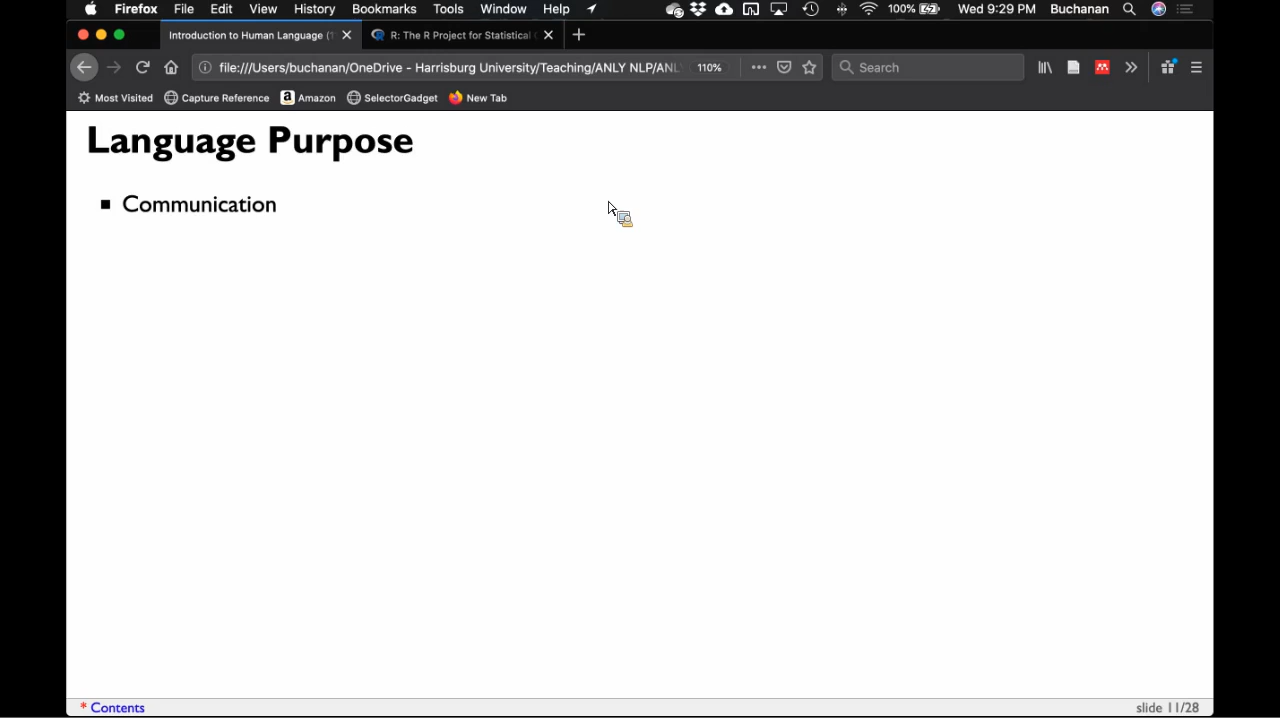 Firefox File Edit View History Bookmarks Tools Window Help 100% Wed 9:29 PM Buchanan
Introduction to Human Language ( R: The R Project for Statistical
file:///Users/buchanan/OneDrive - Harrisburg University/Teaching/ANLY NLP/ANLY 110% Search
Most Visited Capture Reference Amazon SelectorGadget New Tab
Language Purpose
■ Communication
* Contents slide 11/28